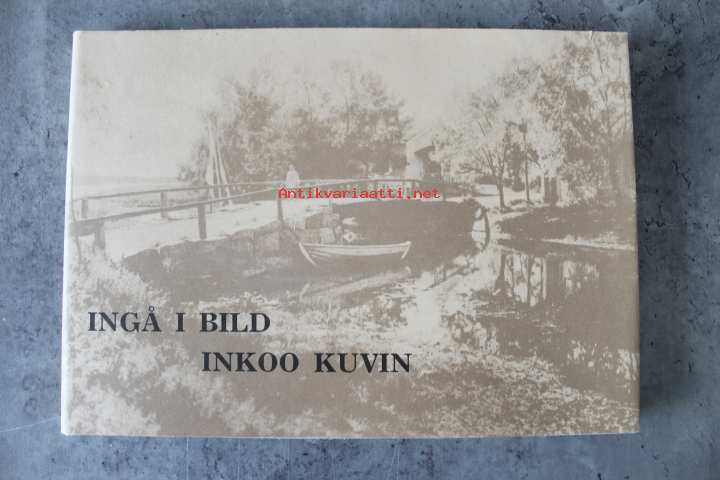 Antikvariaatti.net
INGÅ I BILD
INKOO KUVIN